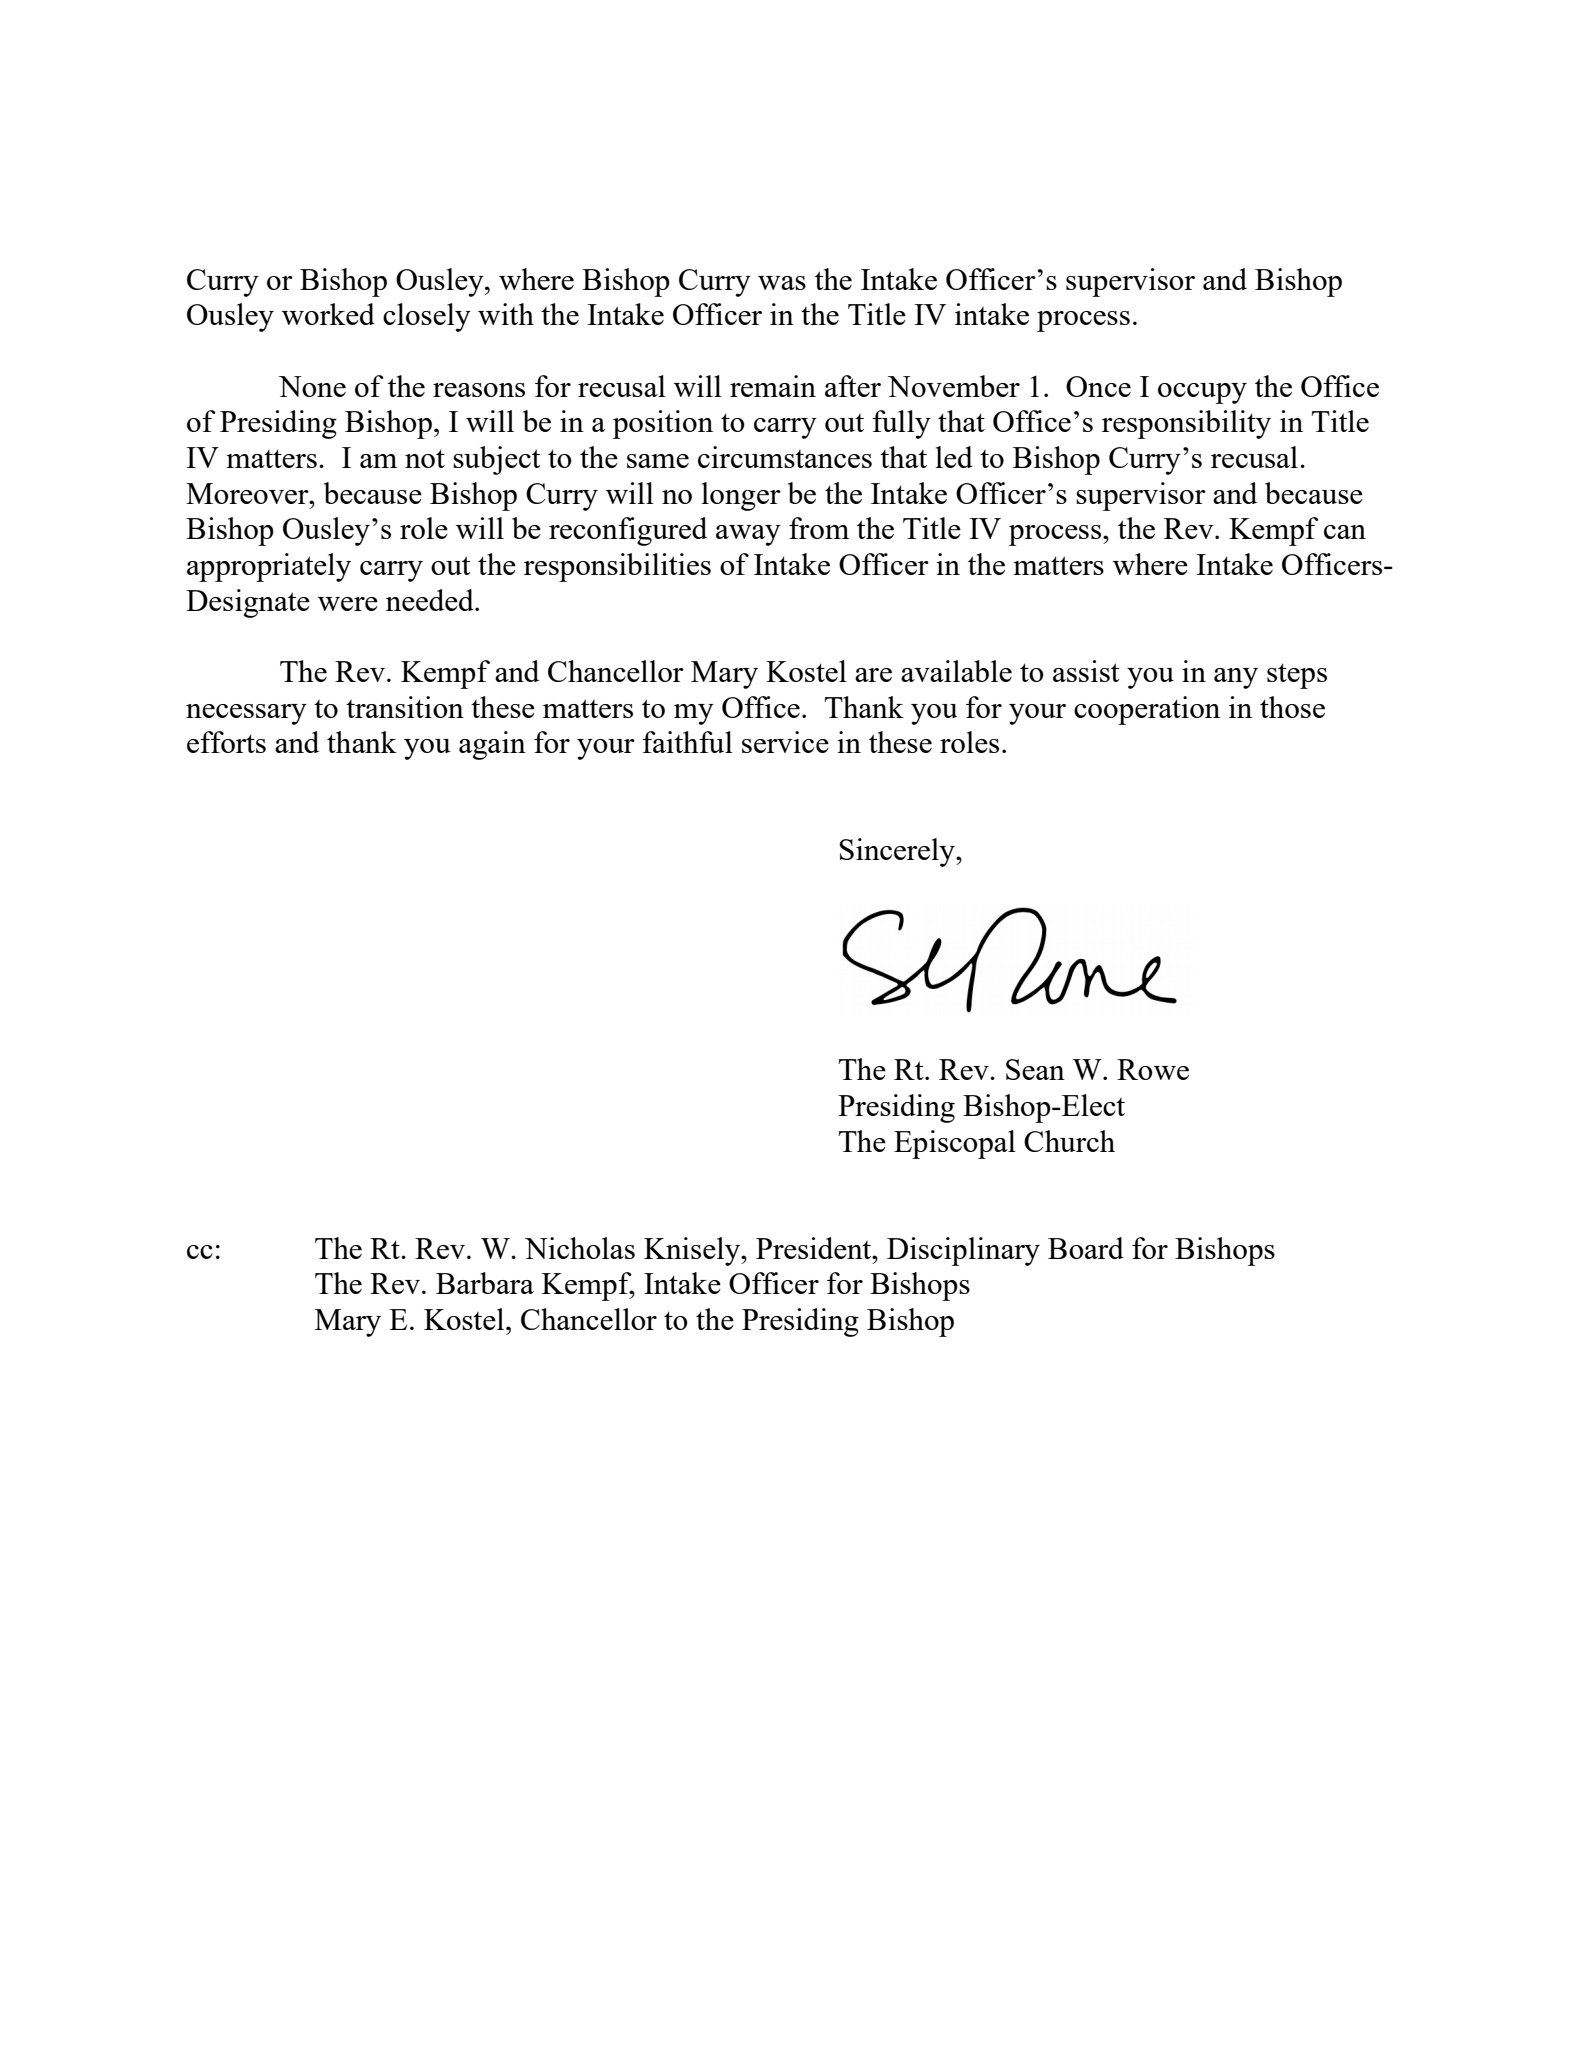 Curry or Bishop Ousley, where Bishop Curry was the Intake Officer’s supervisor and Bishop
Ousley worked closely with the Intake Officer in the Title IV intake process.
None of the reasons for recusal will remain after November 1.  Once I occupy the Office
of Presiding Bishop, I will be in a position to carry out fully that Office’s responsibility in Title
IV matters.  I am not subject to the same circumstances that led to Bishop Curry’s recusal.
Moreover, because Bishop Curry will no longer be the Intake Officer’s supervisor and because
Bishop Ousley’s role will be reconfigured away from the Title IV process, the Rev. Kempf can
appropriately carry out the responsibilities of Intake Officer in the matters where Intake Officers-
Designate were needed.
The Rev. Kempf and Chancellor Mary Kostel are available to assist you in any steps
necessary to transition these matters to my Office.  Thank you for your cooperation in those
efforts and thank you again for your faithful service in these roles.
Sincerely,
The Rt. Rev. Sean W. Rowe
Presiding Bishop-Elect
The Episcopal Church
cc: The Rt. Rev. W. Nicholas Knisely, President, Disciplinary Board for Bishops
The Rev. Barbara Kempf, Intake Officer for Bishops
Mary E. Kostel, Chancellor to the Presiding Bishop